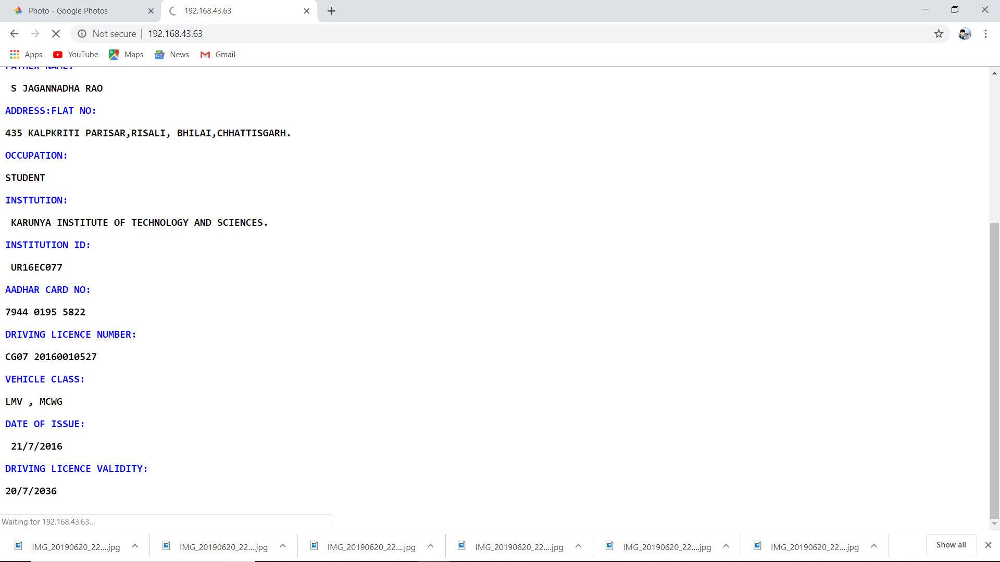 Photo - Google Photos
192.168.43.63
Not secure
192.168.43.63
Apps
YouTube
Maps
News
Gmail
FATHER NAME:
S JAGANNADHA RAO
ADDRESS:FLAT NO:
435 KALPKRITI PARISAR,RISALI, BHILAI,CHHATTISGARH.
OCCUPATION:
STUDENT
INSTTUTION:
KARUNYA INSTITUTE OF TECHNOLOGY AND SCIENCES.
INSTITUTION ID:
UR16EC077
AADHAR CARD NO:
7944 0195 5822
DRIVING LICENCE NUMBER:
CG07 20160010527
VEHICLE CLASS:
LMV , MCWG
DATE OF ISSUE:
21/7/2016
DRIVING LICENCE VALIDITY:
20/7/2036
Waiting for 192.168.43.63...
IMG_20190620_22....jpg
IMG_20190620_22....jpg
IMG_20190620_22....jpg
IMG_20190620_22....jpg
IMG_20190620_22....jpg
IMG_20190620_22....jpg
Show all